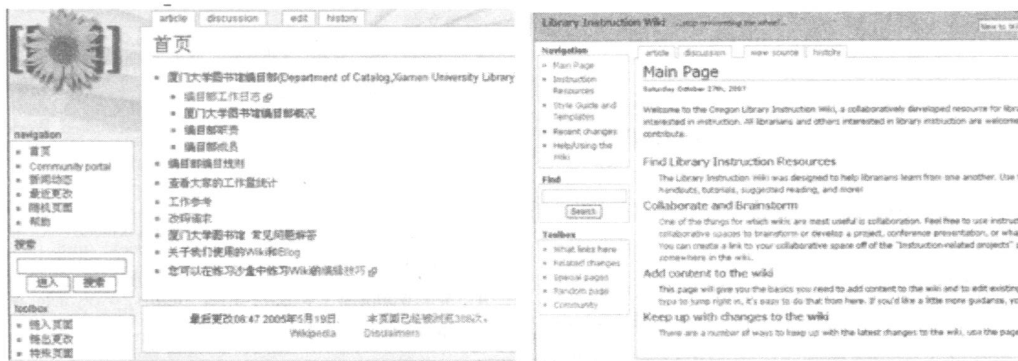 article discussion edit history
首页
厦门大学图书馆编目部(Department of Catalog,Xiamen University Library
编目部工作日志
厦门大学图书馆编目部概况
编目部职责
编目部成员
编目部编目规则
查看大家的工作量统计
工作参考
改码请求
厦门大学图书馆 常见问题解答
关于我们使用的Wiki和Blog
您可以在练习沙盒中练习Wiki的编辑技巧
最后更改08:47 2005年5月19日. 本页面已经被浏览
Wikipedia Disclaimers
navigation
首页
Community portal
新闻动态
最近更改
随机页面
帮助
搜索
进入 搜索
toolbox
链入页面
链出更改
特殊页面
Library Instruction Wiki ...stop reinventing the wheel...
New to
Navigation
Main Page
Instruction
Resources
Style Guide and
Templates
Recent changes
Help/Using the
Wiki
Find
Search
Toolbox
What links here
Related changes
Special pages
Random page
Community
article discussion view source history
Main Page
Saturday October 27th, 2007
Welcome to the Oregon Library Instruction Wiki, a collaboratively developed resource for
interested in instruction. All librarians and others interested in library instruction are welcome
contribute.
Find Library Instruction Resources
The Library Instruction Wiki was designed to help librarians learn from one another. Use
handouts, tutorials, suggested reading, and more!
Collaborate and Brainstorm
One of the things for which wikis are most useful is collaboration. Feel free to use
collaborative spaces to brainstorm or develop a project, conference presentation, or
You can create a link to your collaborative space off of the "Instruction-related projects"
somewhere in the wiki.
Add content to the wiki
This page will give you the basics you need to add content to the wiki and to edit existing
type to jump right in, it's easy to do that from here. If you'd like a little more guidance,
Keep up with changes to the wiki
There are a number of ways to keep up with the latest changes to the wiki, use the page